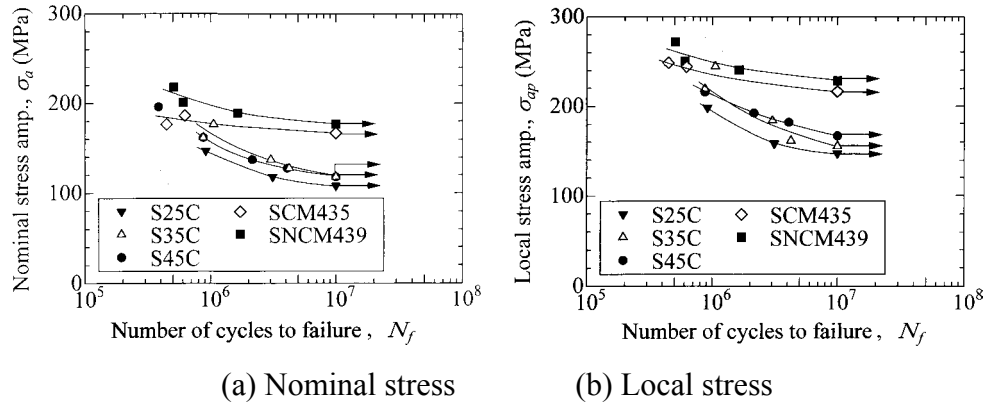 300
200
100
0
Nominal stress amp., σa (MPa)
S25C
S35C
S45C
SCM435
SNCM439
10^5 10^6 10^7 10^8
Number of cycles to failure , Nf
300
200
100
0
Local stress amp., σap (MPa)
S25C
S35C
S45C
SCM435
SNCM439
10^5 10^6 10^7 10^8
Number of cycles to failure , Nf
(a) Nominal stress
(b) Local stress